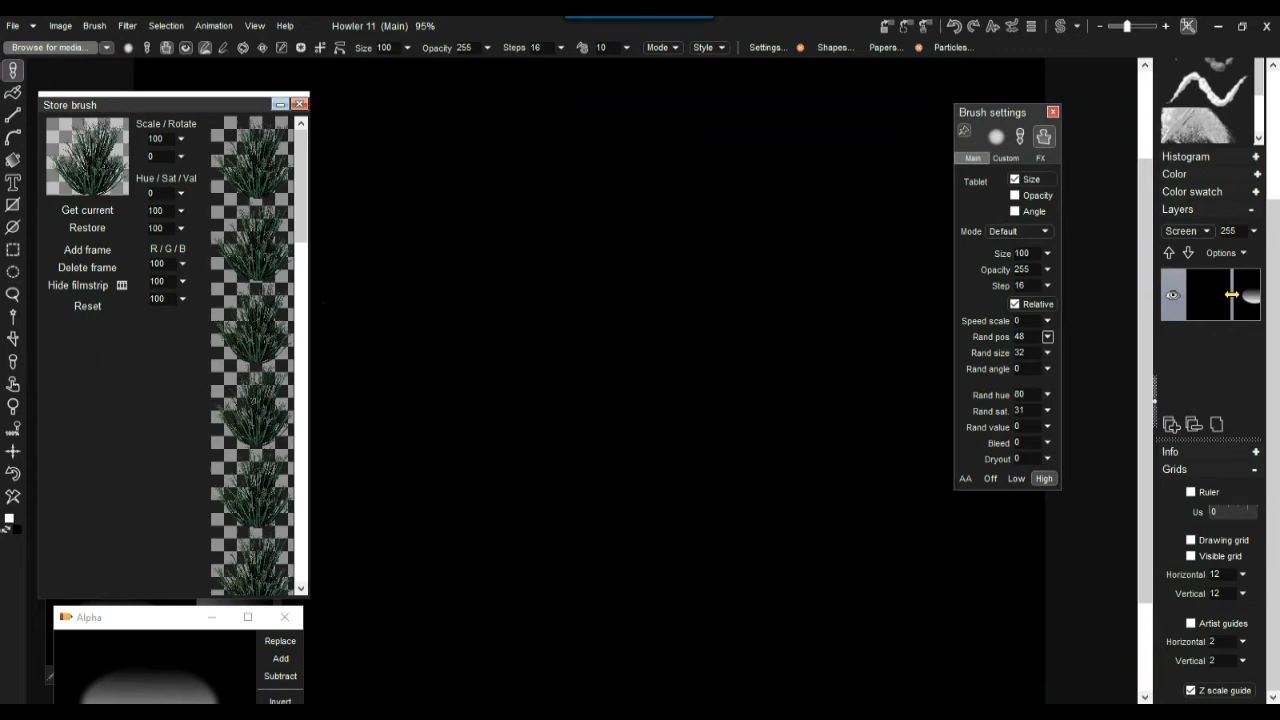 File Image Brush Filter Selection Animation View Help Howler 11 (Main) 95%
Browse for media... Size 100 Opacity 255 Steps 16 10 Mode Style Settings... Shapes... Papers... Particles...
Store brush
Scale / Rotate
100
0
Hue / Sat / Val
0
Get current 100
Restore 100
Add frame R / G / B
Delete frame 100
Hide filmstrip 100
Reset 100
Alpha
Replace
Add
Subtract
Invert
Brush settings
Main Custom FX
Tablet Size
Opacity
Angle
Mode Default
Size 100
Opacity 255
Step 16
Relative
Speed scale 0
Rand pos 48
Rand size 32
Rand angle 0
Rand hue 80
Rand sat. 31
Rand value 0
Bleed 0
Dryout 0
AA Off Low High
Histogram
Color
Color swatch
Layers
Screen 255
Options
Info
Grids
Ruler
Us 0
Drawing grid
Visible grid
Horizontal 12
Vertical 12
Artist guides
Horizontal 2
Vertical 2
Z scale guide